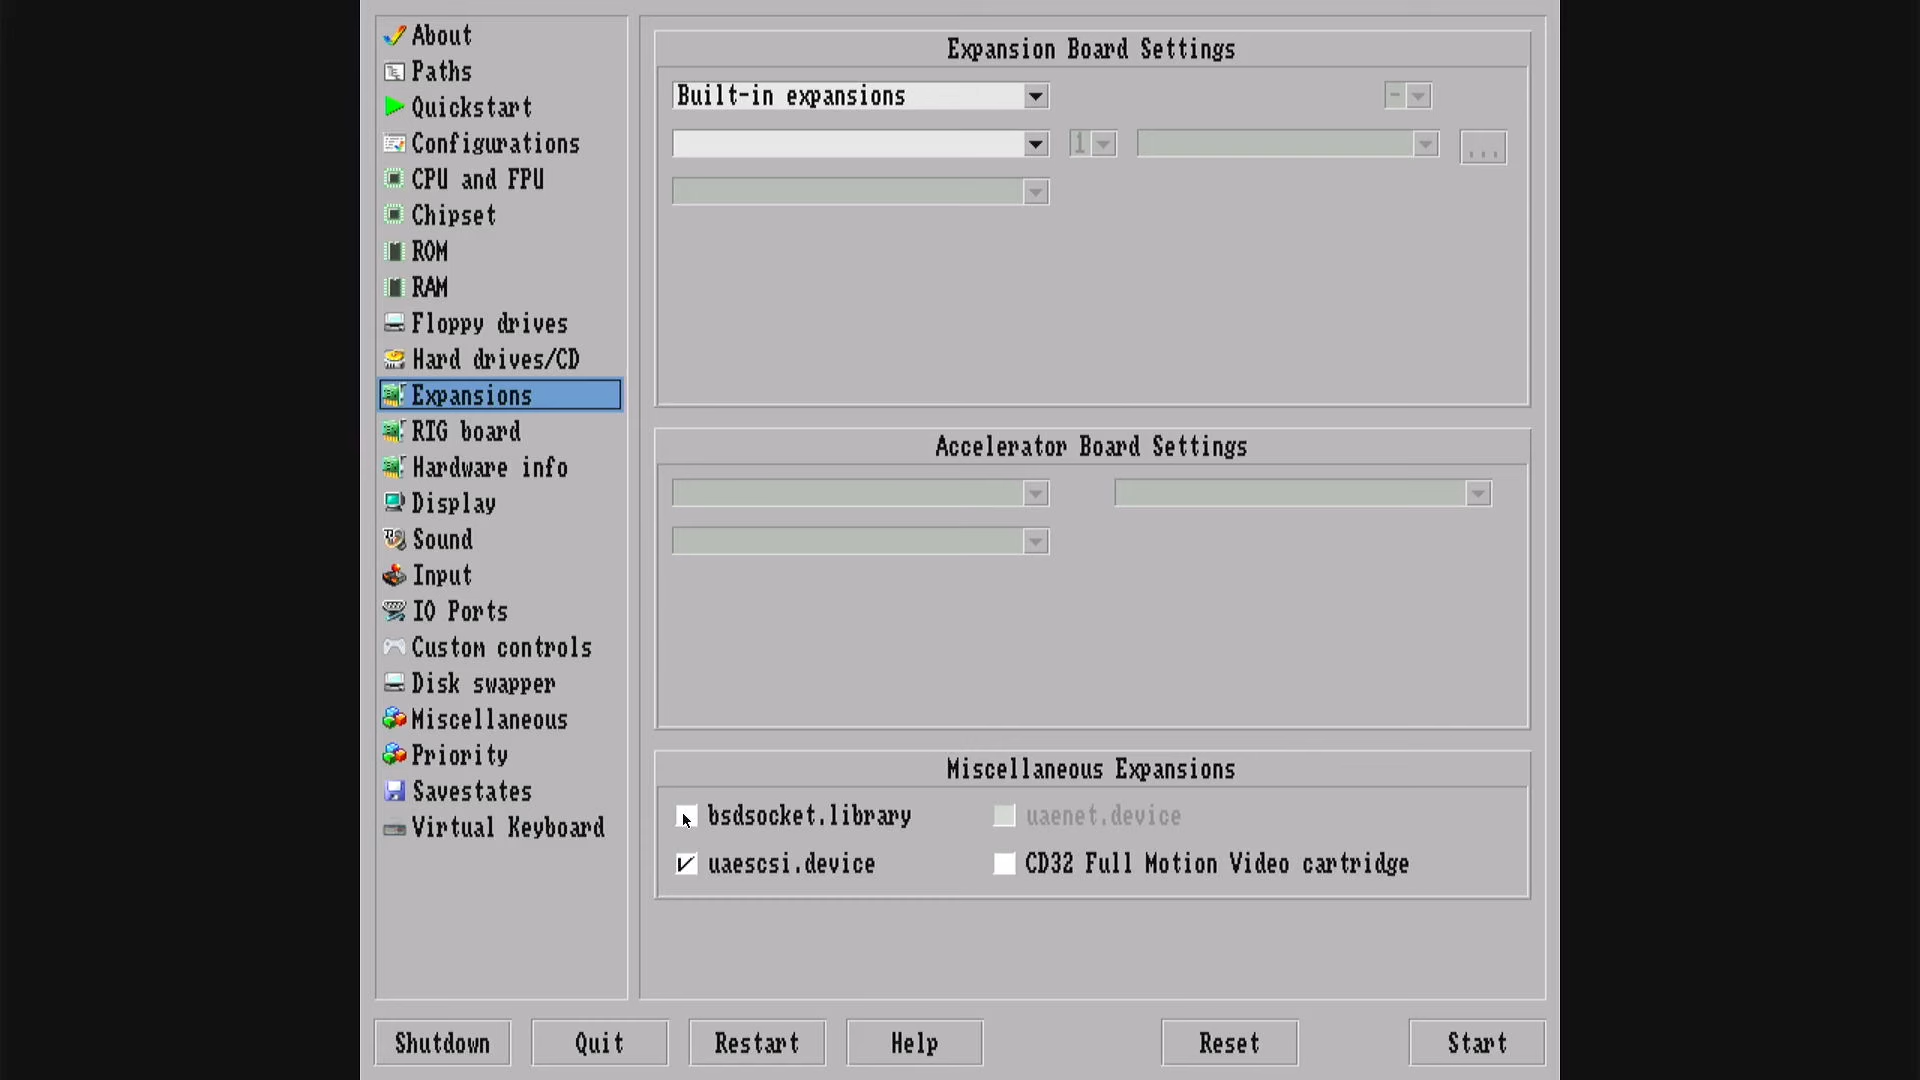 About
Paths
Quickstart
Configurations
CPU and FPU
Chipset
ROM
RAM
Floppy drives
Hard drives/CD
Expansions
RTG board
Hardware info
Display
Sound
Input
IO Ports
Custom controls
Disk swapper
Miscellaneous
Priority
Savestates
Virtual Keyboard
Expansion Board Settings
Built-in expansions
-
1
...
Accelerator Board Settings
Miscellaneous Expansions
bsdsocket.library
uaenet.device
uaescsi.device
CD32 Full Motion Video cartridge
Shutdown
Quit
Restart
Help
Reset
Start